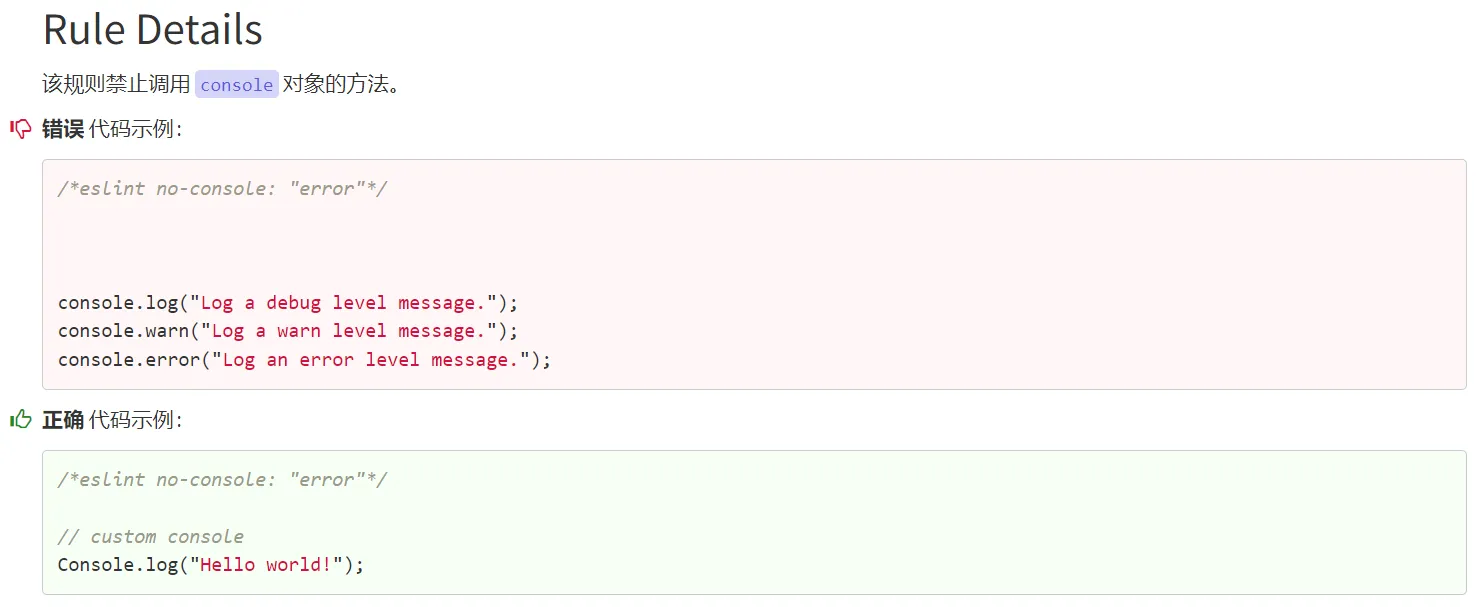 Rule Details
该规则禁止调用 console 对象的方法。
错误 代码示例：
/*eslint no-console: "error"*/
console.log("Log a debug level message.");
console.warn("Log a warn level message.");
console.error("Log an error level message.");
正确 代码示例：
/*eslint no-console: "error"*/
// custom console
Console.log("Hello world!");